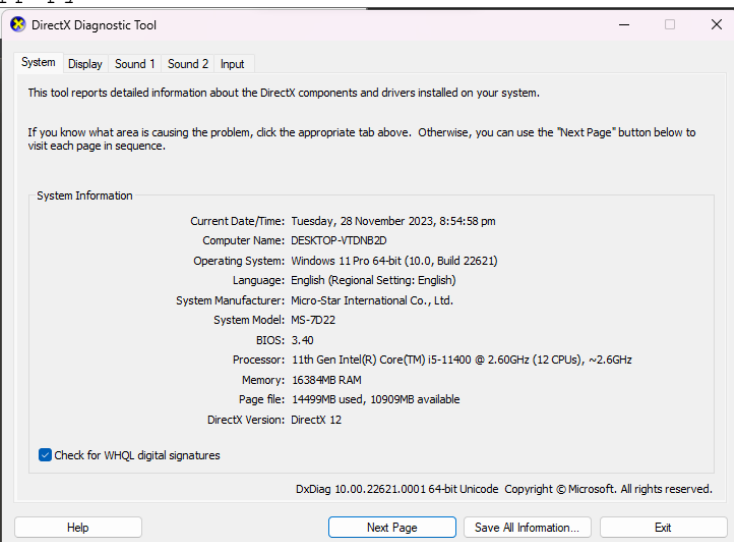 DirectX Diagnostic Tool
System Display Sound 1 Sound 2 Input
This tool reports detailed information about the DirectX components and drivers installed on your system.
If you know what area is causing the problem, click the appropriate tab above. Otherwise, you can use the "Next Page" button below to
visit each page in sequence.
System Information
Current Date/Time: Tuesday, 28 November 2023, 8:54:58 pm
Computer Name: DESKTOP-VTDNB2D
Operating System: Windows 11 Pro 64-bit (10.0, Build 22621)
Language: English (Regional Setting: English)
System Manufacturer: Micro-Star International Co., Ltd.
System Model: MS-7D22
BIOS: 3.40
Processor: 11th Gen Intel(R) Core(TM) i5-11400 @ 2.60GHz (12 CPUs), ~2.6GHz
Memory: 16384MB RAM
Page file: 14499MB used, 10909MB available
DirectX Version: DirectX 12
Check for WHQL digital signatures
DxDiag 10.00.22621.0001 64-bit Unicode Copyright © Microsoft. All rights reserved.
Help Next Page Save All Information... Exit